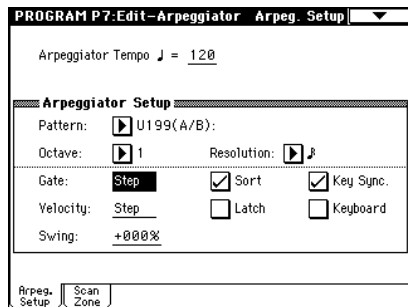 PROGRAM P7:Edit-Arpeggiator Arpeg. Setup
Arpeggiator Tempo ♩ = 120
Arpeggiator Setup
Pattern: U199(A/B):
Octave: 1 Resolution: ♪
Gate: Step Sort Key Sync.
Velocity: Step Latch Keyboard
Swing: +000%
Arpeg. Setup Scan Zone